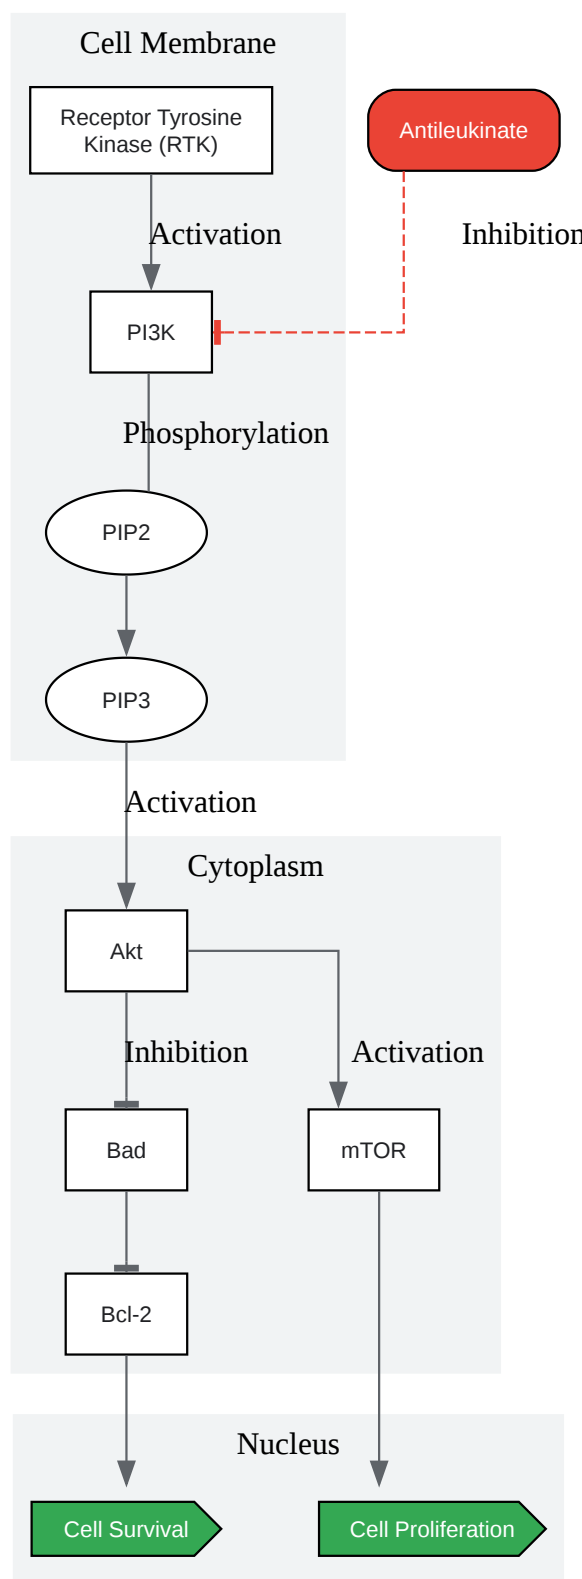 Cell Membrane
Receptor Tyrosine
Kinase (RTK)
Antileukinate
Activation
Inhibition
PI3K
Phosphorylation
PIP2
PIP3
Activation
Cytoplasm
Akt
Inhibition
Activation
Bad
mTOR
Bcl-2
Nucleus
Cell Survival
Cell Proliferation